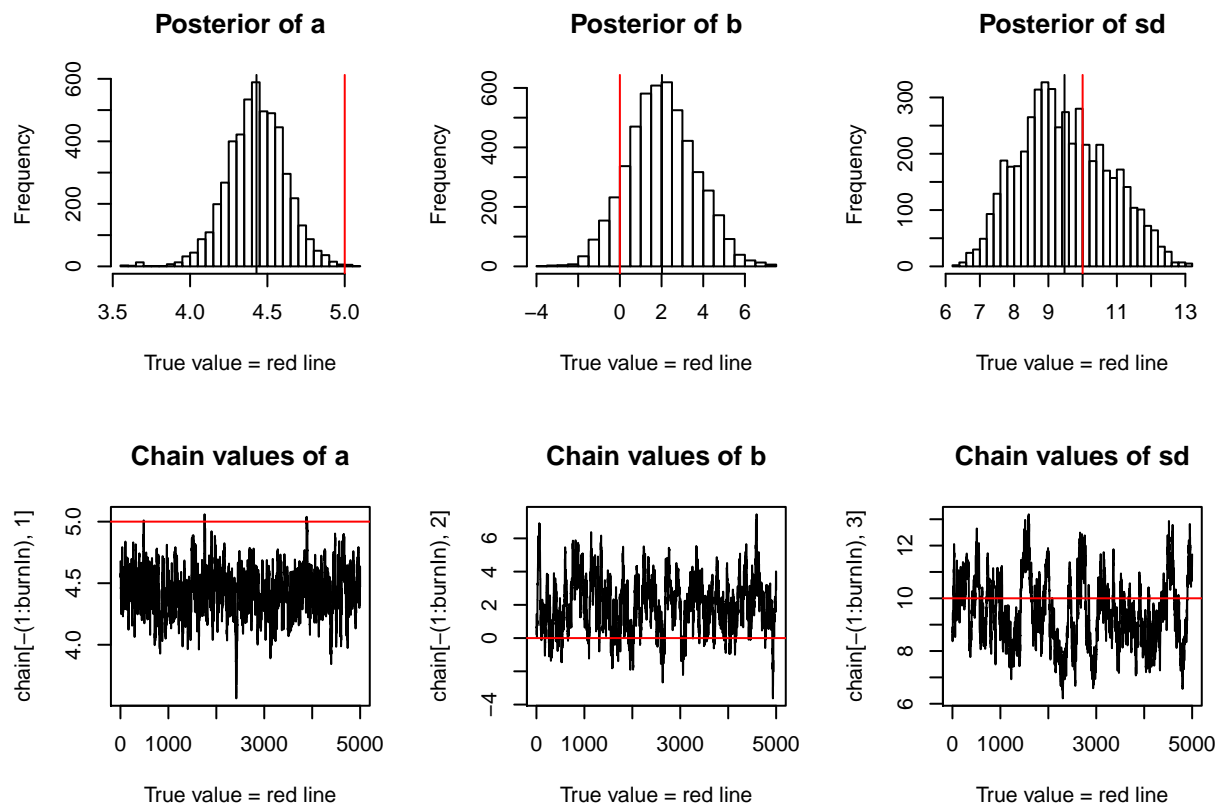 Posterior of a
Frequency
0 200 400 600
3.5 4.0 4.5 5.0
True value = red line
Posterior of b
Frequency
0 200 400 600
−4 0 2 4 6
True value = red line
Posterior of sd
Frequency
0 100 200 300
6 7 8 9 11 13
True value = red line
Chain values of a
chain[−(1:burnIn), 1]
4.0 4.5 5.0
0 1000 3000 5000
True value = red line
Chain values of b
chain[−(1:burnIn), 2]
−4 0 2 4 6
0 1000 3000 5000
True value = red line
Chain values of sd
chain[−(1:burnIn), 3]
6 8 10 12
0 1000 3000 5000
True value = red line